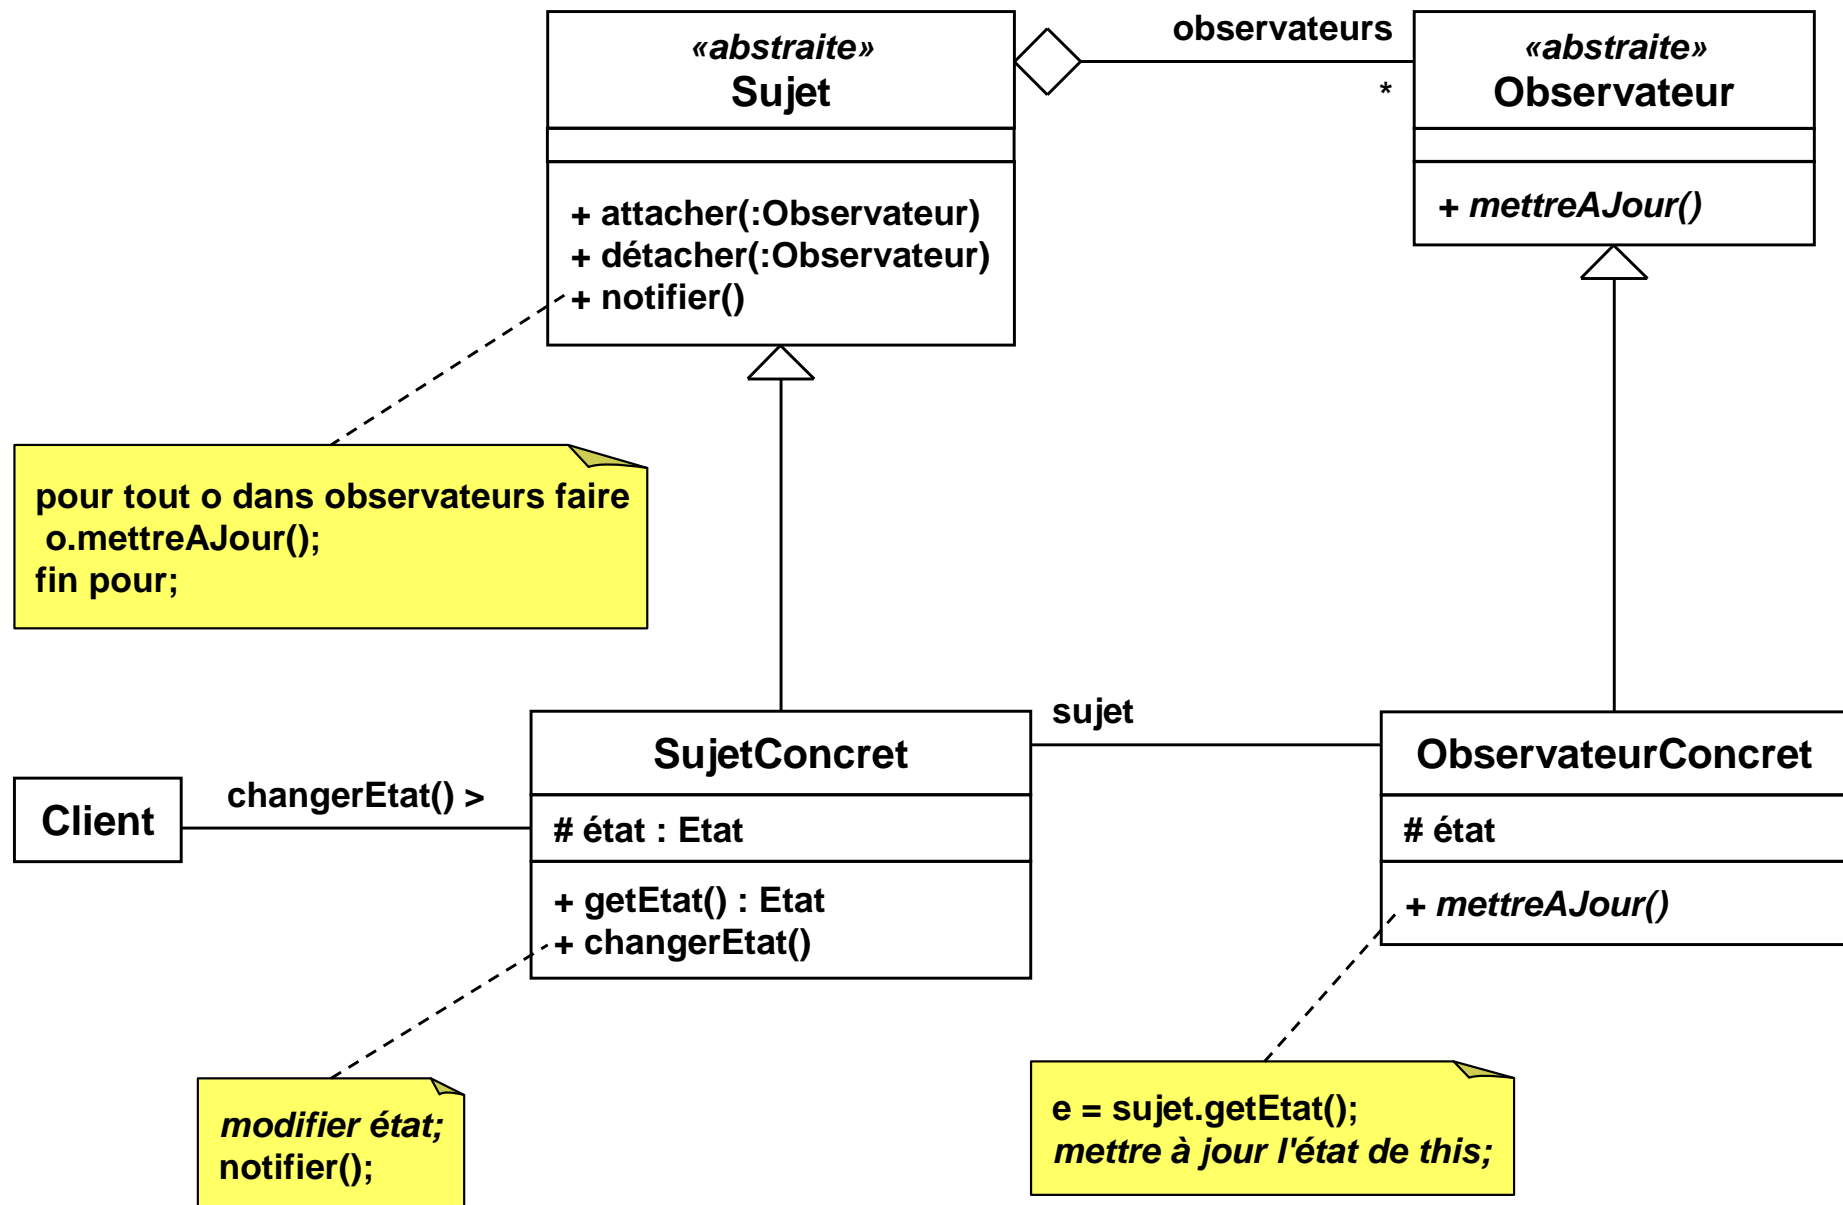 «abstraite»
Sujet
observateurs
*
«abstraite»
Observateur
+ attacher(:Observateur)
+ détacher(:Observateur)
+ notifier()
+ mettreAJour()
pour tout o dans observateurs faire
o.mettreAJour();
fin pour;
Client
changerEtat() >
SujetConcret
# état : Etat
+ getEtat() : Etat
+ changerEtat()
sujet
ObservateurConcret
# état
+ mettreAJour()
modifier état;
notifier();
e = sujet.getEtat();
mettre à jour l'état de this;